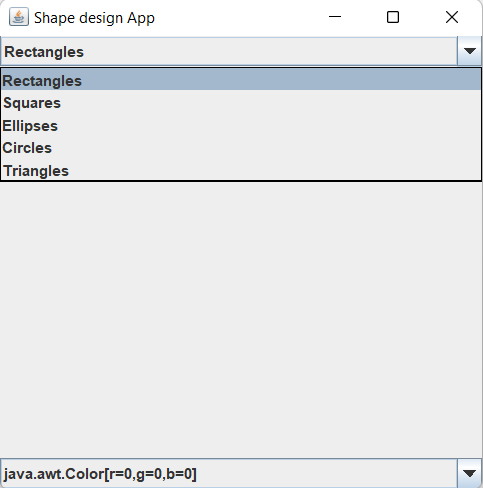 Shape design App
Rectangles
Rectangles
Squares
Ellipses
Circles
Triangles
java.awt.Color[r=0,g=0,b=0]